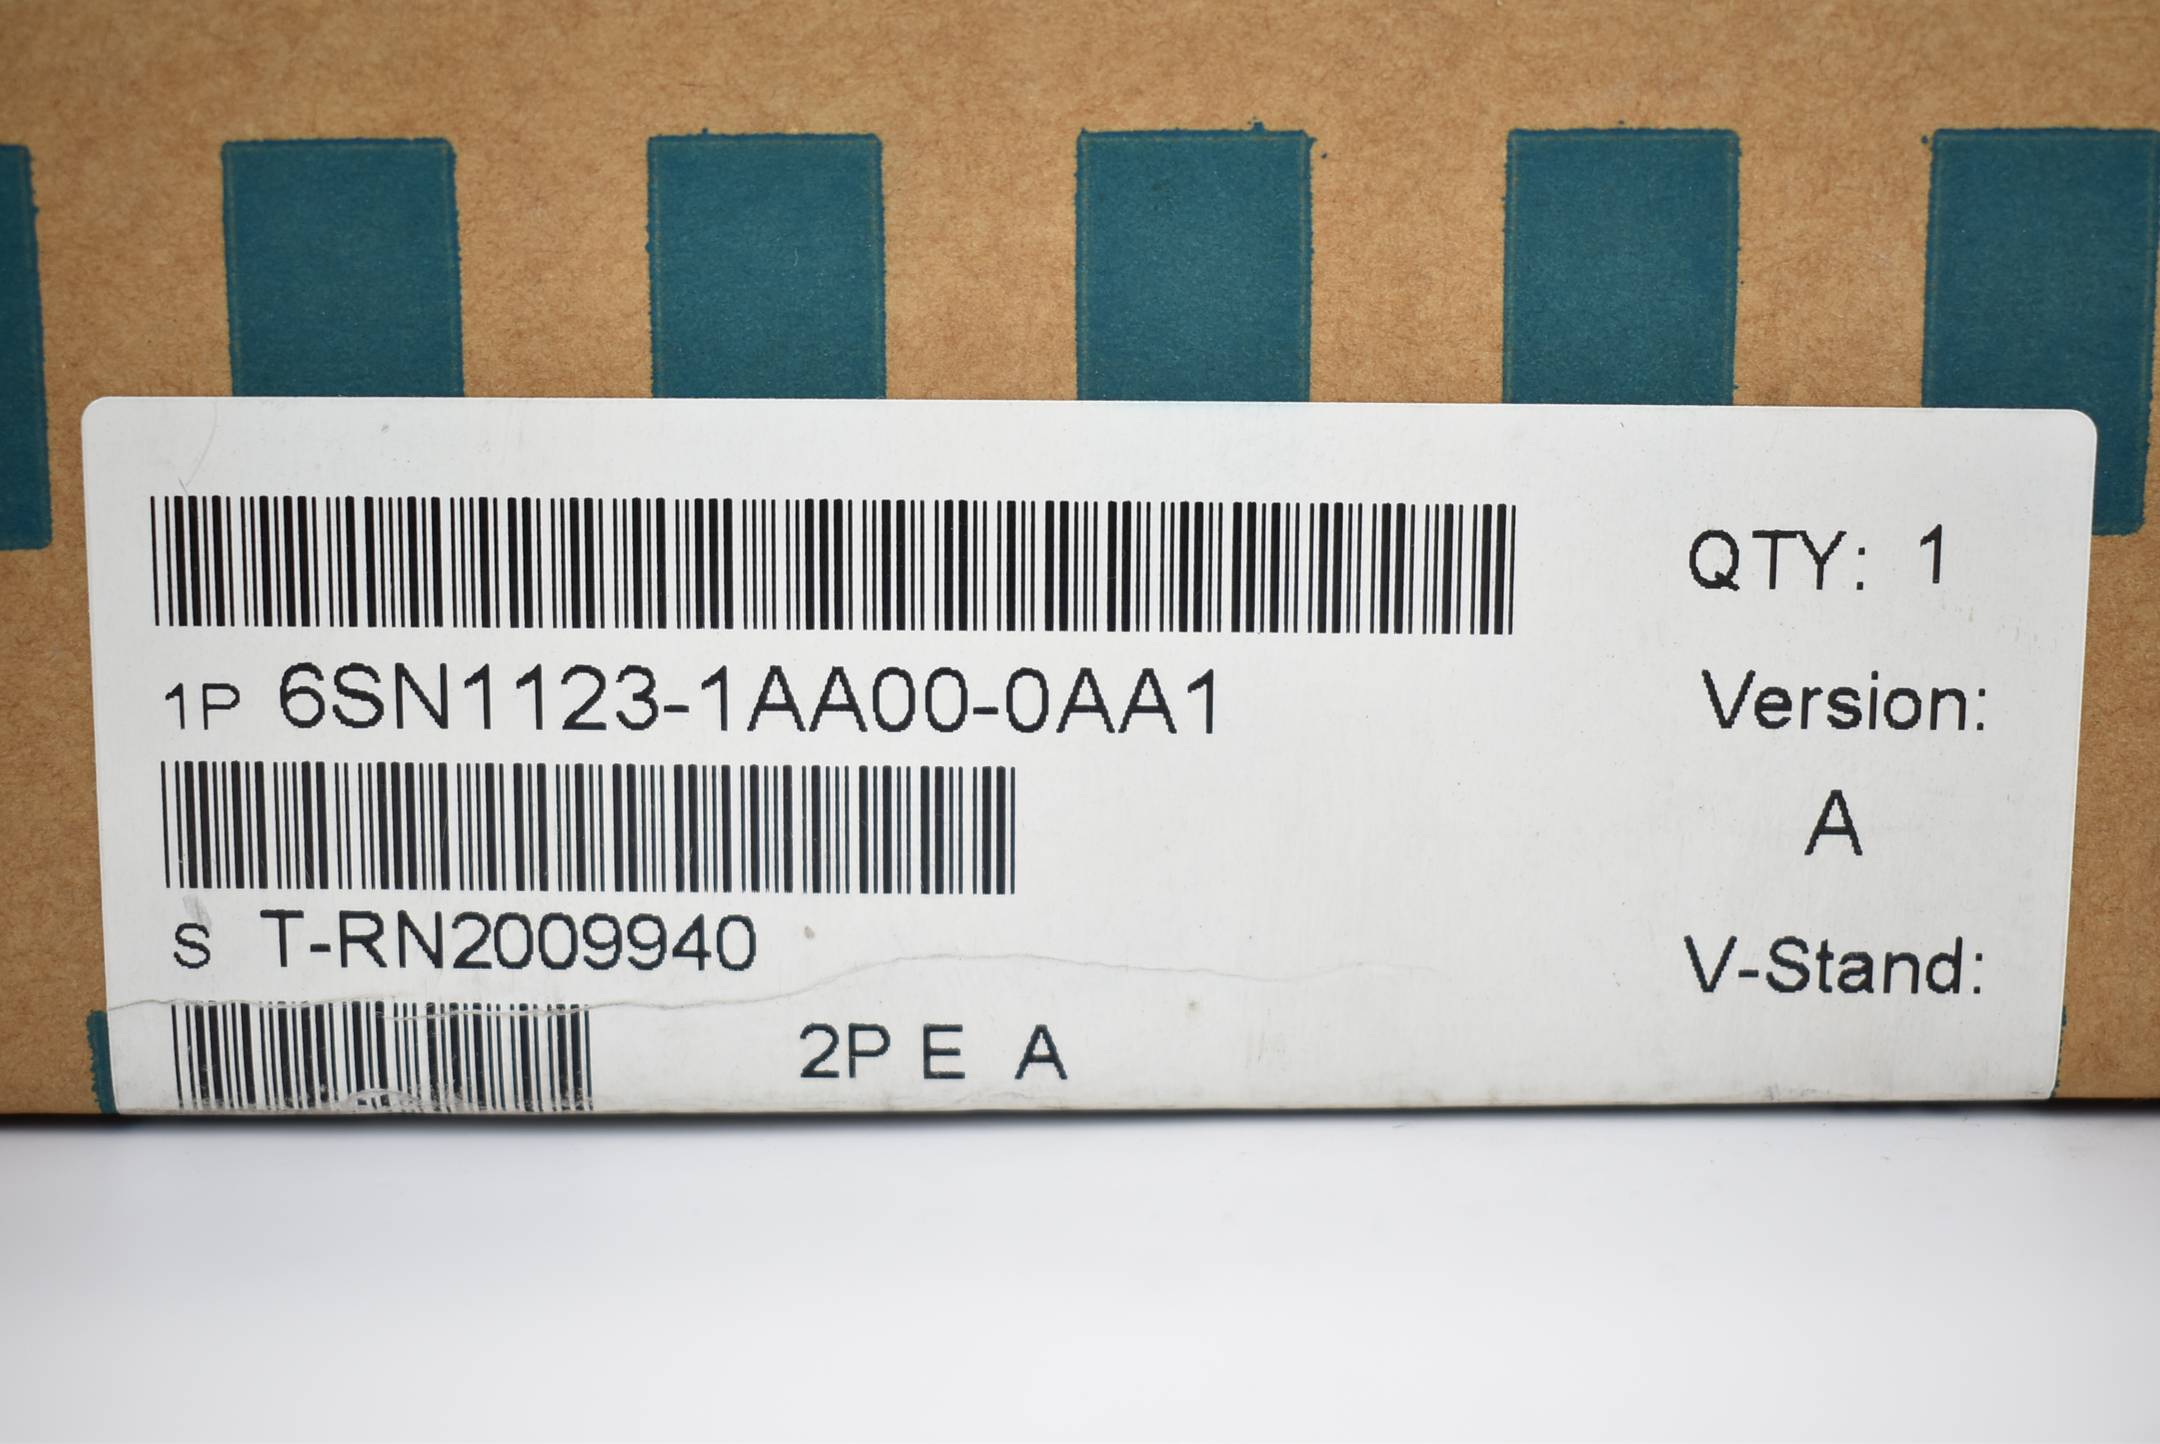 QTY: 1
1P 6SN1123-1AA00-0AA1
Version:
A
S T-RN2009940
V-Stand:
2P E A